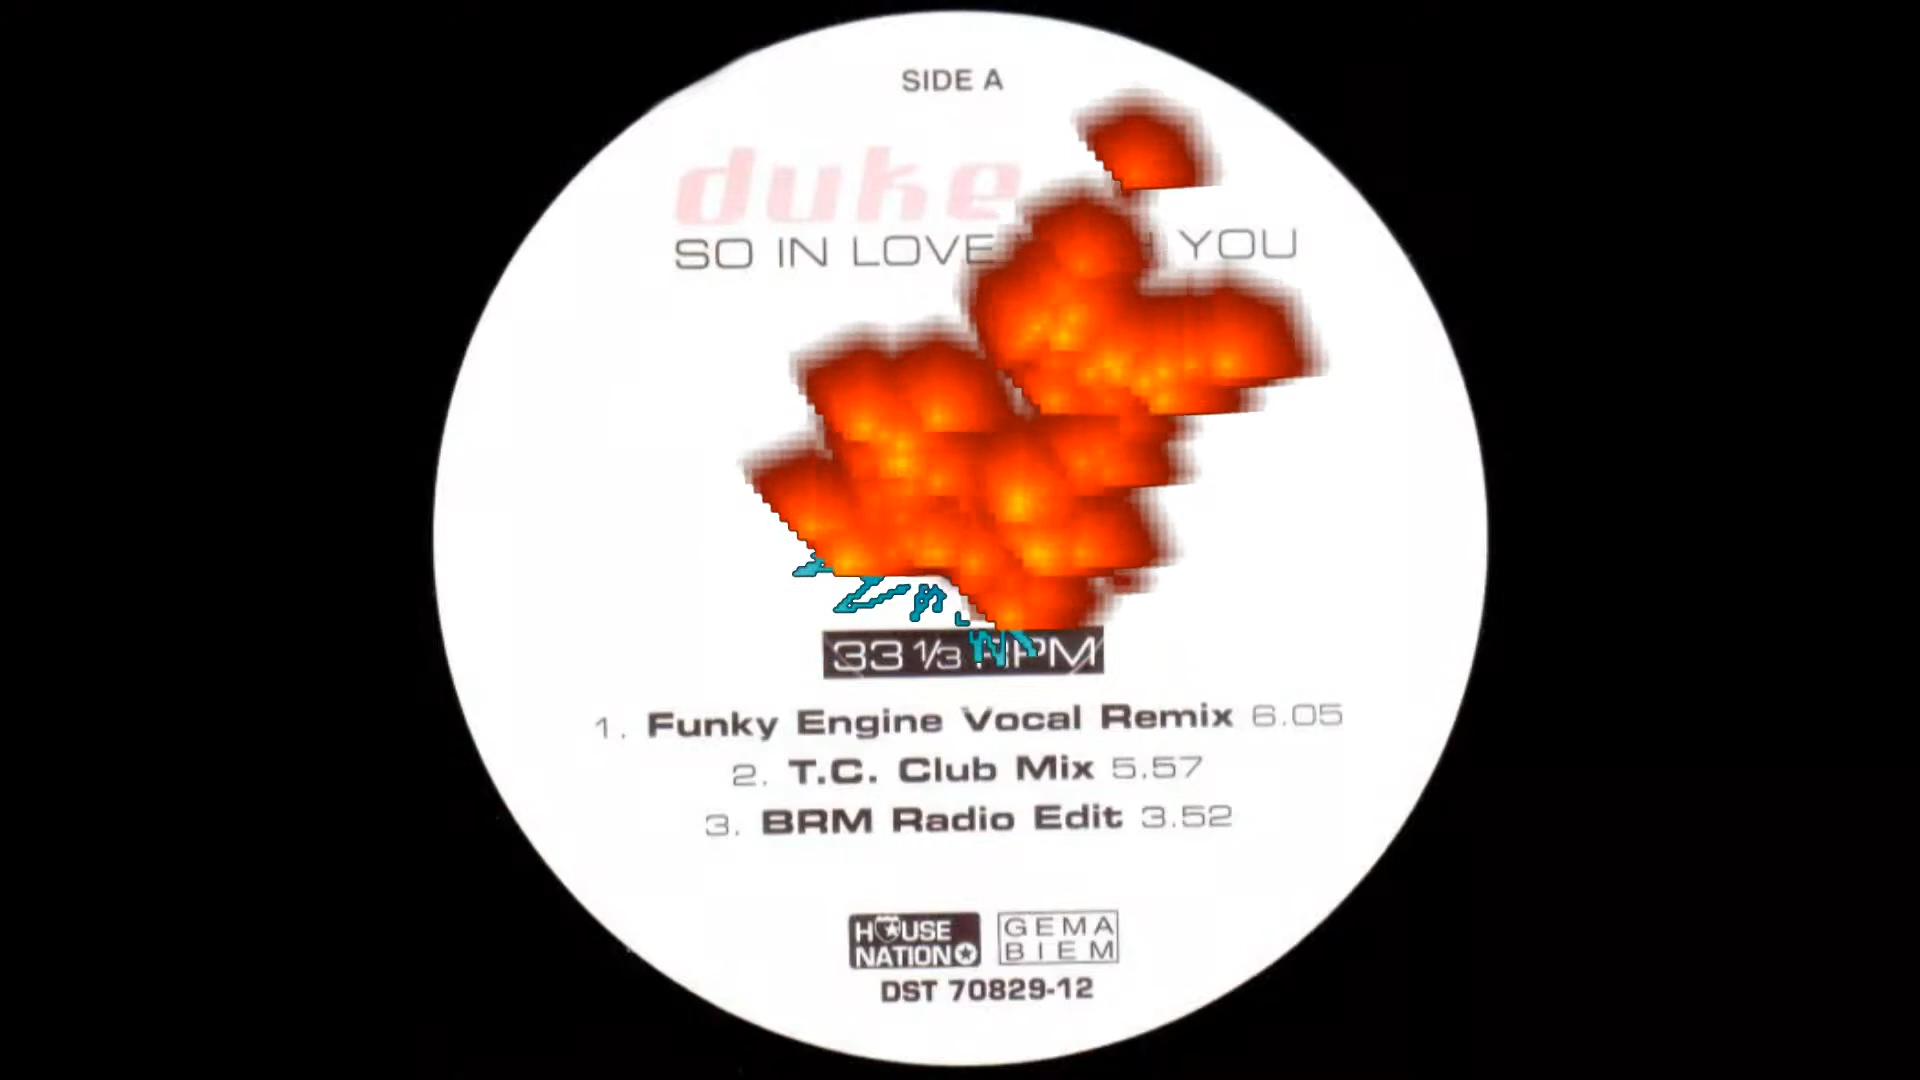 SIDE A
duke
SO IN LOVE YOU
33 1/3 RPM
1. Funky Engine Vocal Remix 6.05
2. T.C. Club Mix 5.57
3. BRM Radio Edit 3.52
HOUSE
NATION
GEMA
BIEM
DST 70829-12